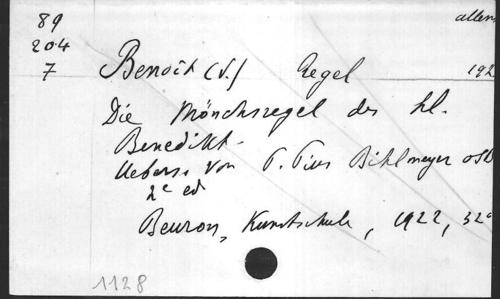 89
204
7
allem
Benoit (S.) Regel 192
Die Mönchsregel des hl.
Benedikt.
Uebers. von P. Pius Bihlmeyer OSB
2e ed
Beuron, Kunstschule, 1922, 32°
1128